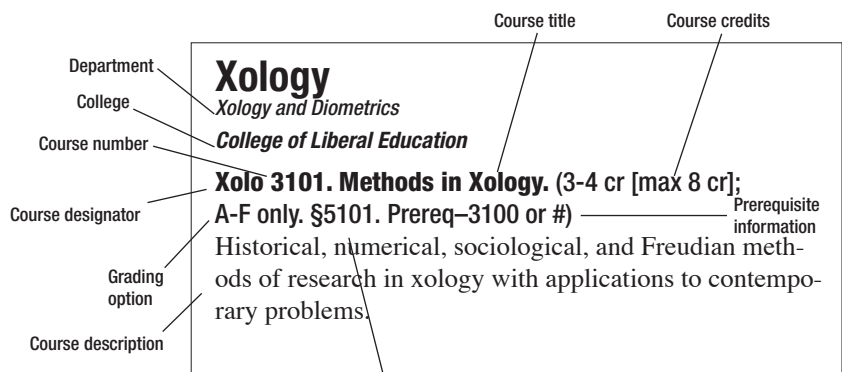 Course title
Course credits
Department
College
Course number
Course designator
Grading
option
Course description
Xology
Xology and Diometrics
College of Liberal Education
Xolo 3101. Methods in Xology. (3-4 cr [max 8 cr];
A-F only. §5101. Prereq–3100 or #)
Historical, numerical, sociological, and Freudian meth-
ods of research in xology with applications to contempo-
rary problems.
Prerequisite
information